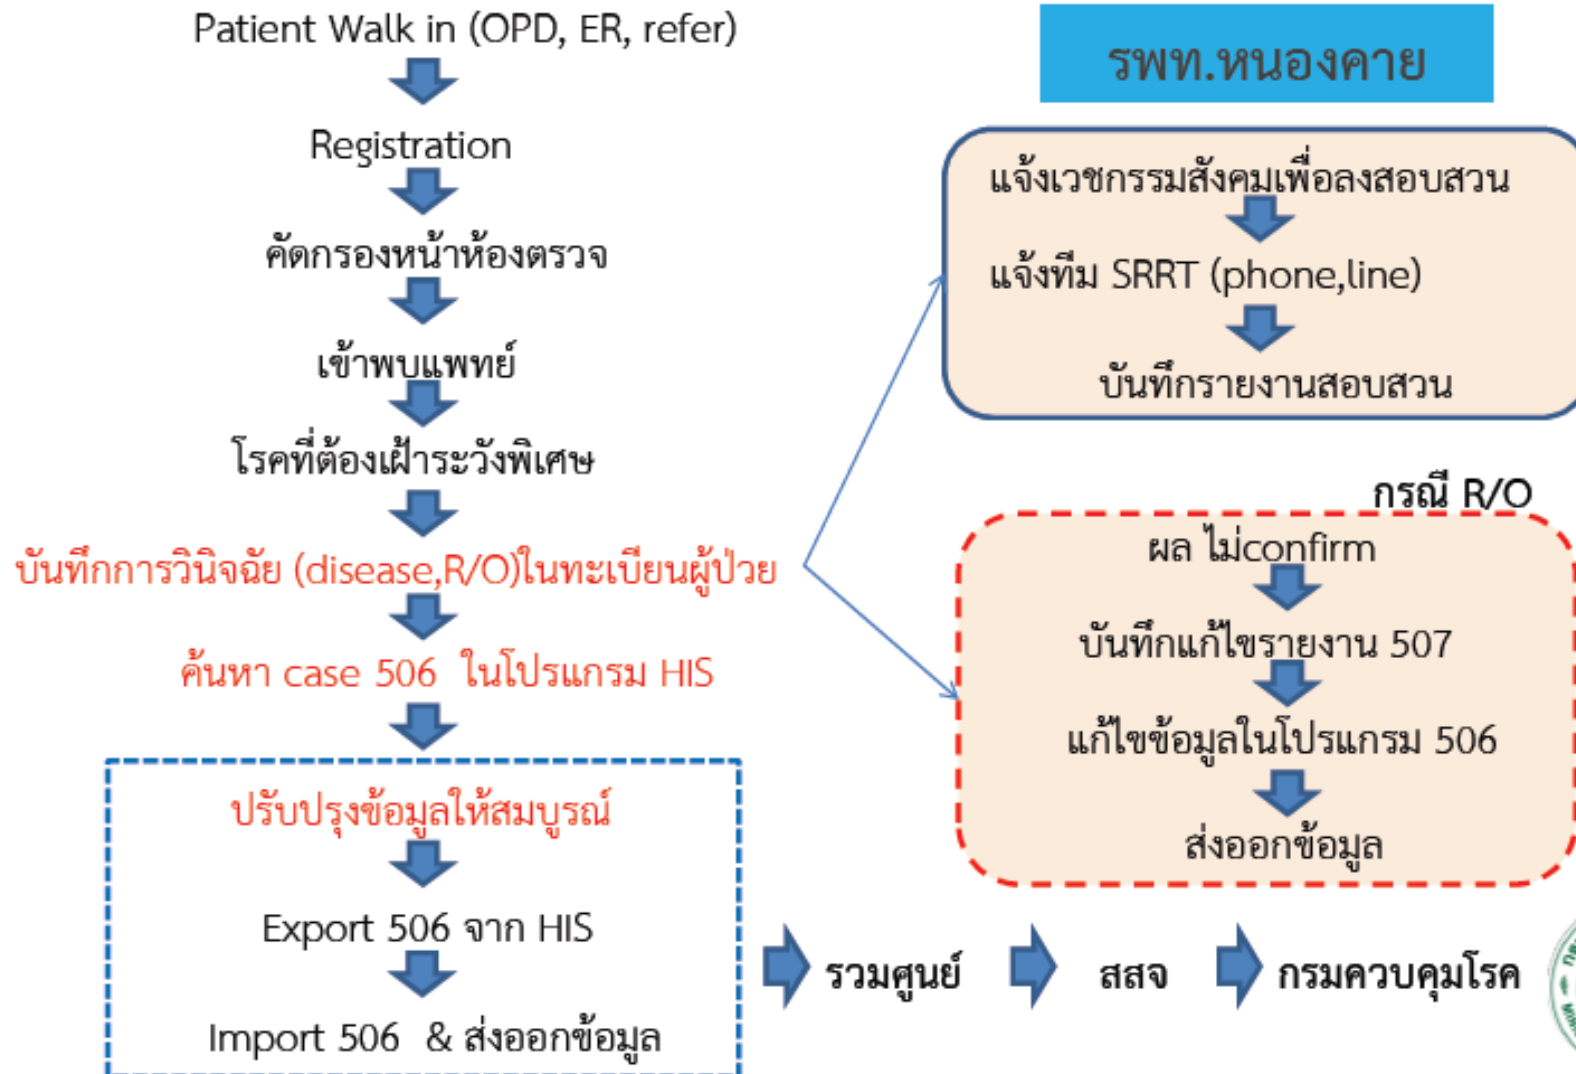 Patient Walk in (OPD, ER, refer)
Registration
คัดกรองหน้าห้องตรวจ
เข้าพบแพทย์
โรคที่ต้องเฝ้าระวังพิเศษ
บันทึกการวินิจฉัย (disease,R/O)ในทะเบียนผู้ป่วย
ค้นหา case 506 ในโปรแกรม HIS
ปรับปรุงข้อมูลให้สมบูรณ์
Export 506 จาก HIS
Import 506 & ส่งออกข้อมูล
รพท.หนองคาย
แจ้งเวชกรรมสังคมเพื่อลงสอบสวน
แจ้งทีม SRRT (phone,line)
บันทึกรายงานสอบสวน
กรณี R/O
ผล ไม่confirm
บันทึกแก้ไขรายงาน 507
แก้ไขข้อมูลในโปรแกรม 506
ส่งออกข้อมูล
รวมศูนย์
สสจ
กรมควบคุมโรค